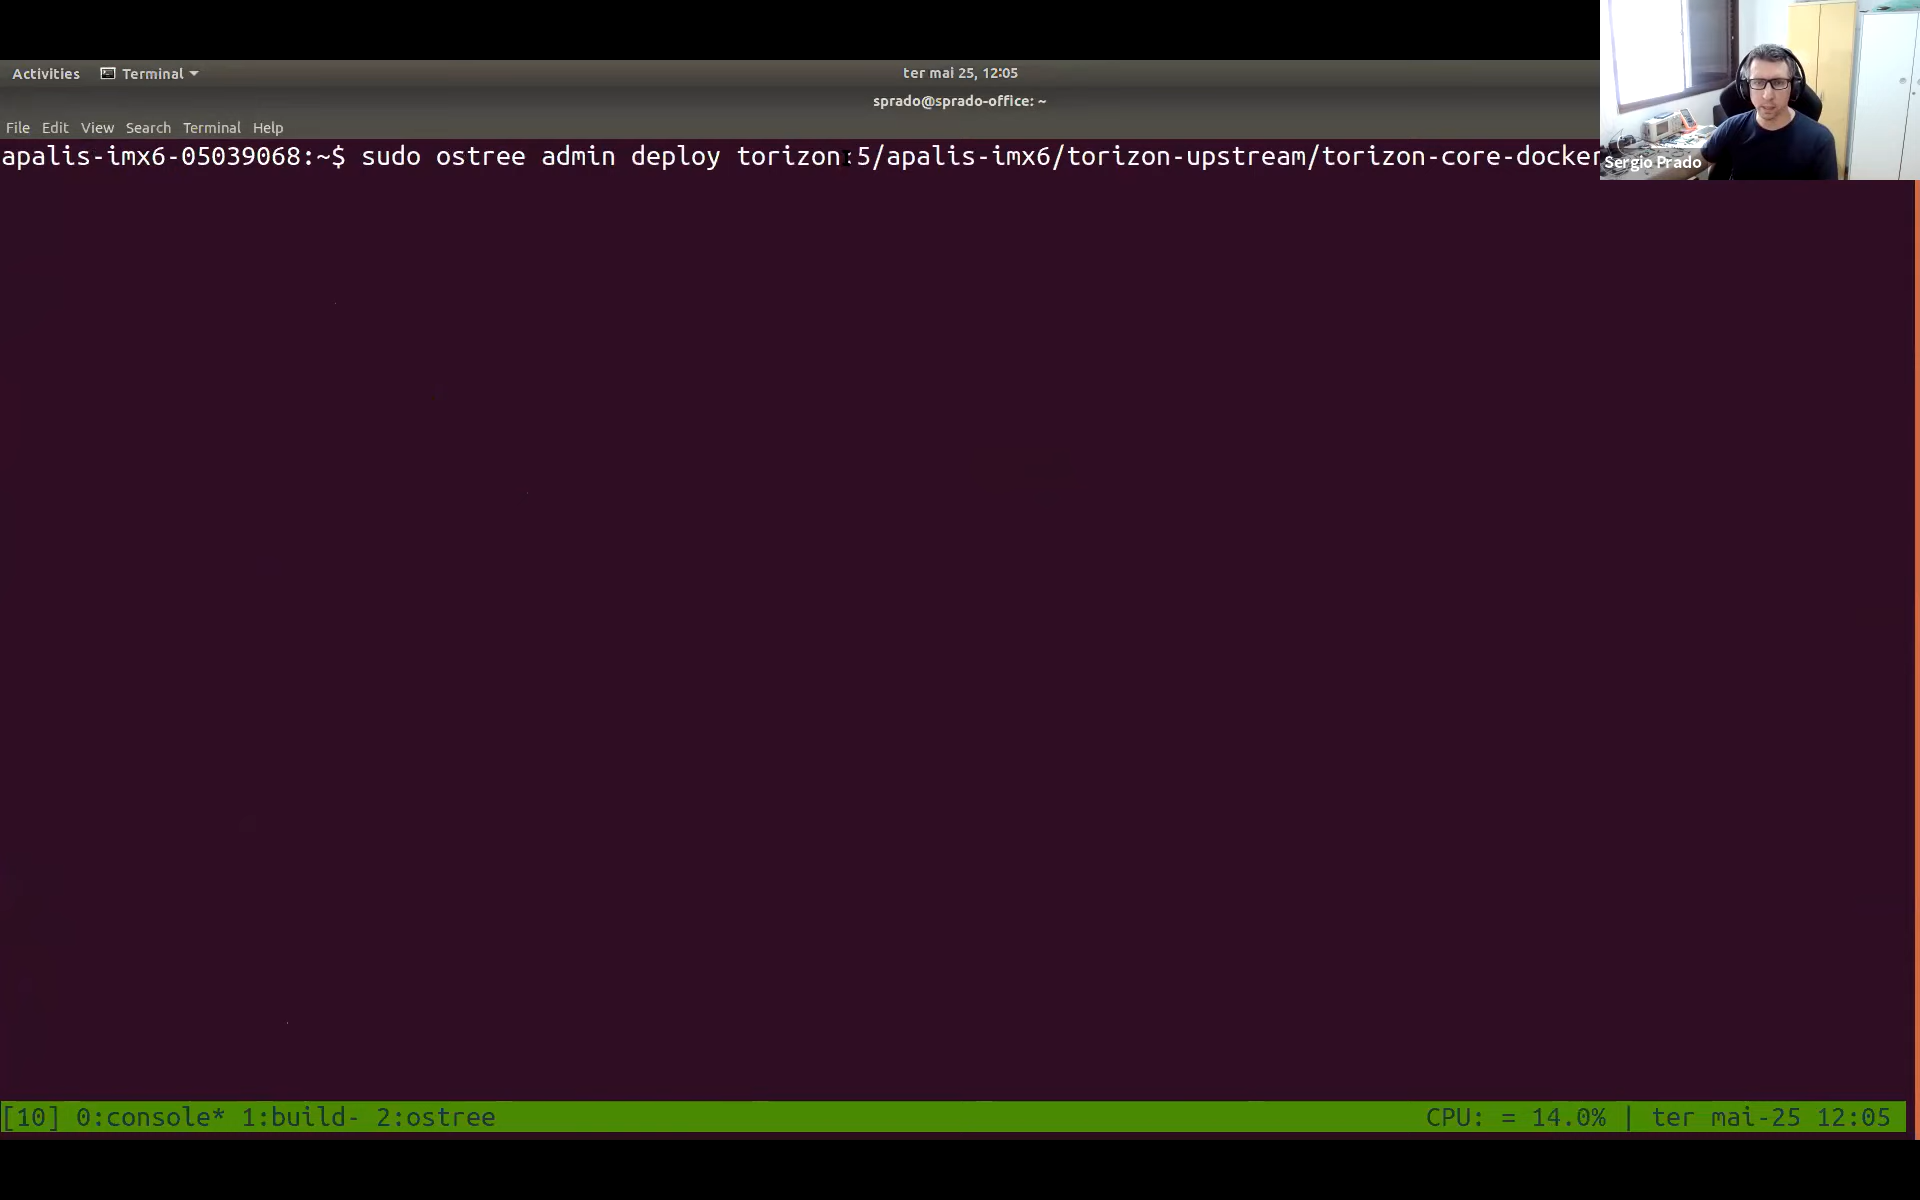 Activities Terminal
ter mai 25, 12:05
sprado@sprado-office: ~
File Edit View Search Terminal Help
apalis-imx6-05039068:~$ sudo ostree admin deploy torizon:5/apalis-imx6/torizon-upstream/torizon-core-docker
Sergio Prado
[10] 0:console* 1:build- 2:ostree
CPU: = 14.0% | ter mai-25 12:05